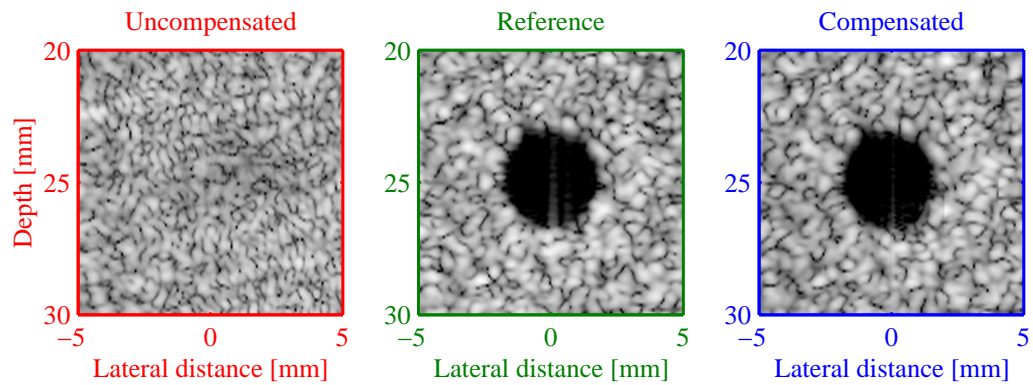 Uncompensated Reference Compensated
20 20 20
Depth [mm]
25 25 25
30 30 30
−5 0 5 −5 0 5 −5 0 5
Lateral distance [mm] Lateral distance [mm] Lateral distance [mm]